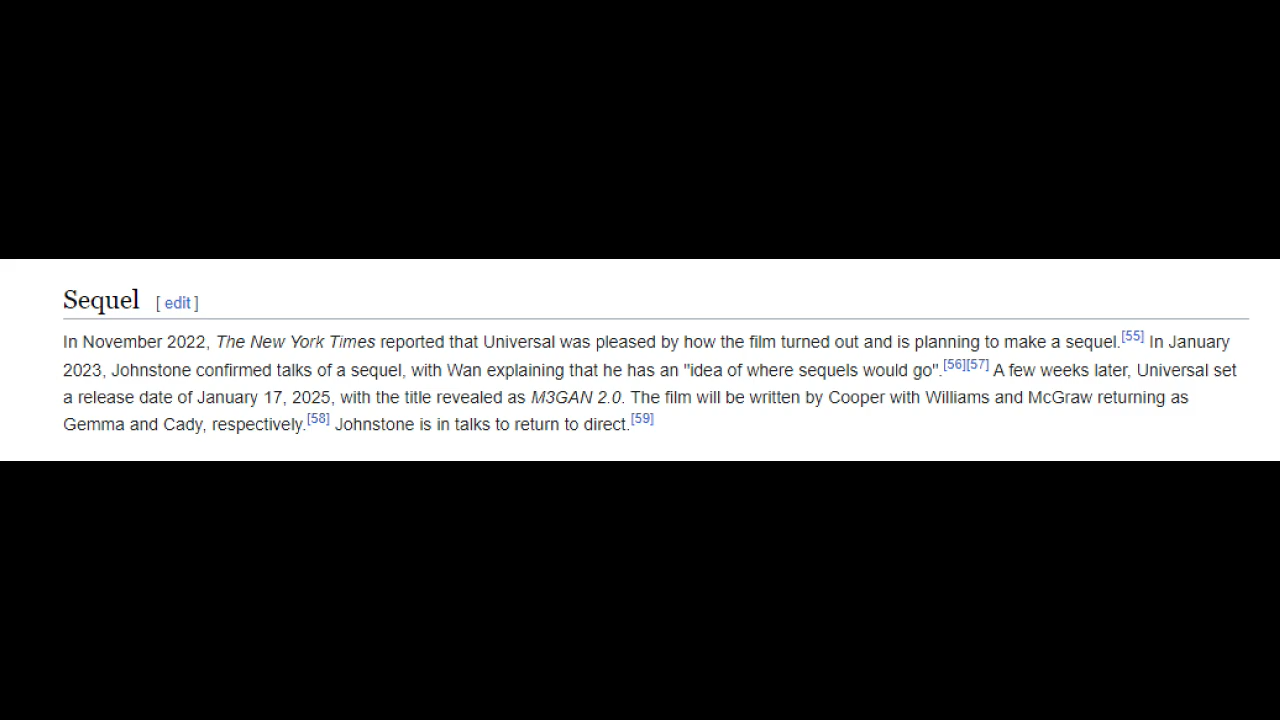 Sequel [ edit ]
In November 2022, The New York Times reported that Universal was pleased by how the film turned out and is planning to make a sequel.[55] In January
2023, Johnstone confirmed talks of a sequel, with Wan explaining that he has an "idea of where sequels would go".[56][57] A few weeks later, Universal set
a release date of January 17, 2025, with the title revealed as M3GAN 2.0. The film will be written by Cooper with Williams and McGraw returning as
Gemma and Cady, respectively.[58] Johnstone is in talks to return to direct.[59]